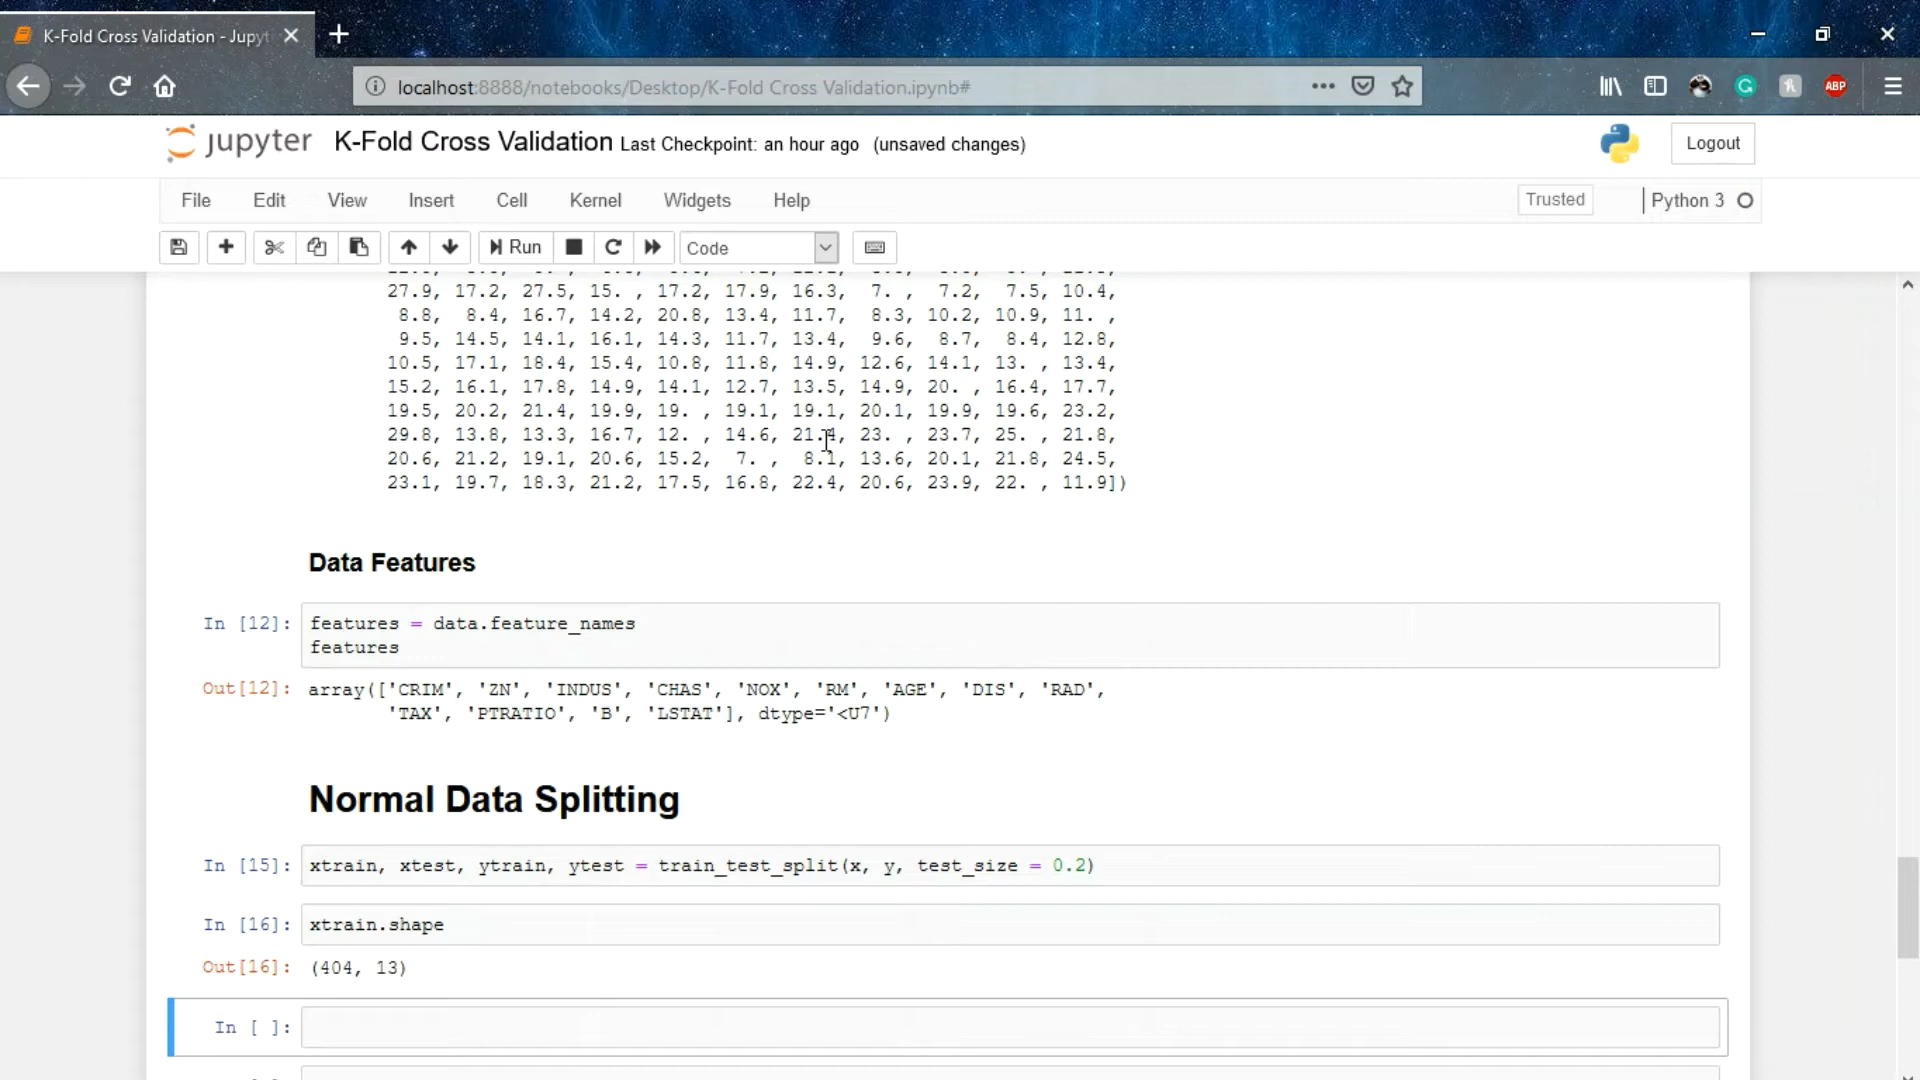 K-Fold Cross Validation - Jupyt
localhost:8888/notebooks/Desktop/K-Fold Cross Validation.ipynb#
ABP
jupyter K-Fold Cross Validation Last Checkpoint: an hour ago (unsaved changes)
Logout
File Edit View Insert Cell Kernel Widgets Help
Trusted Python 3
Run Code
27.9, 17.2, 27.5, 15. , 17.2, 17.9, 16.3, 7. , 7.2, 7.5, 10.4,
8.8, 8.4, 16.7, 14.2, 20.8, 13.4, 11.7, 8.3, 10.2, 10.9, 11. ,
9.5, 14.5, 14.1, 16.1, 14.3, 11.7, 13.4, 9.6, 8.7, 8.4, 12.8,
10.5, 17.1, 18.4, 15.4, 10.8, 11.8, 14.9, 12.6, 14.1, 13. , 13.4,
15.2, 16.1, 17.8, 14.9, 14.1, 12.7, 13.5, 14.9, 20. , 16.4, 17.7,
19.5, 20.2, 21.4, 19.9, 19. , 19.1, 19.1, 20.1, 19.9, 19.6, 23.2,
29.8, 13.8, 13.3, 16.7, 12. , 14.6, 21.4, 23. , 23.7, 25. , 21.8,
20.6, 21.2, 19.1, 20.6, 15.2, 7. , 8.1, 13.6, 20.1, 21.8, 24.5,
23.1, 19.7, 18.3, 21.2, 17.5, 16.8, 22.4, 20.6, 23.9, 22. , 11.9])
Data Features
In [12]: features = data.feature_names
features
Out[12]: array(['CRIM', 'ZN', 'INDUS', 'CHAS', 'NOX', 'RM', 'AGE', 'DIS', 'RAD',
'TAX', 'PTRATIO', 'B', 'LSTAT'], dtype='<U7')
Normal Data Splitting
In [15]: xtrain, xtest, ytrain, ytest = train_test_split(x, y, test_size = 0.2)
In [16]: xtrain.shape
Out[16]: (404, 13)
In [ ]: